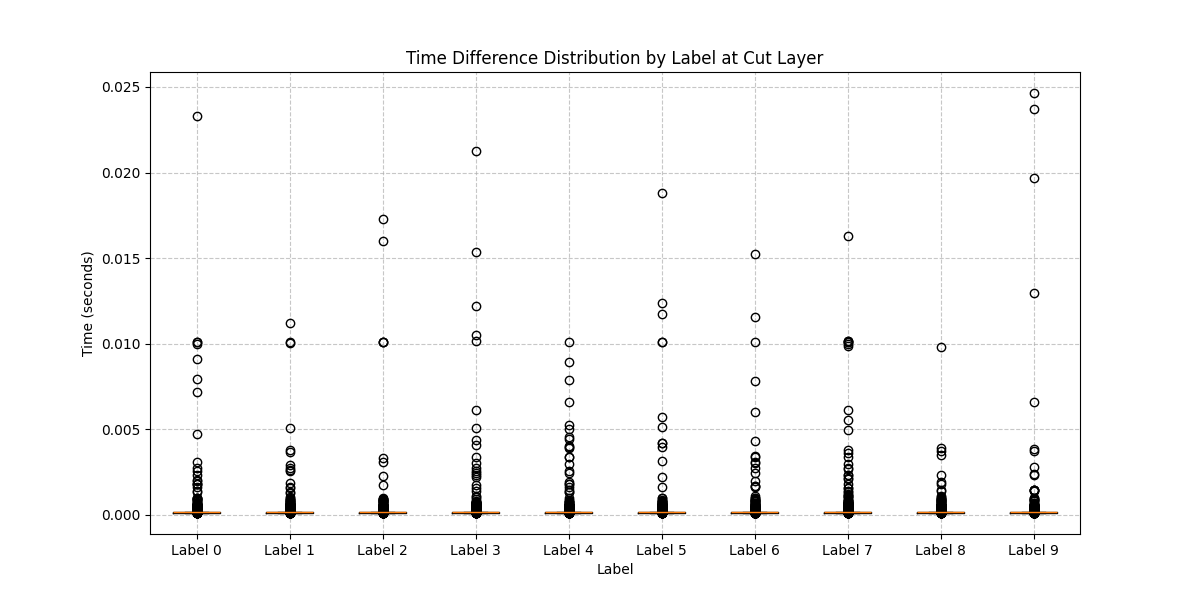 Time Difference Distribution by Label at Cut Layer
0.025
0.020
0.015
0.010
0.005
0.000
Time (seconds)
Label 0 Label 1 Label 2 Label 3 Label 4 Label 5 Label 6 Label 7 Label 8 Label 9
Label